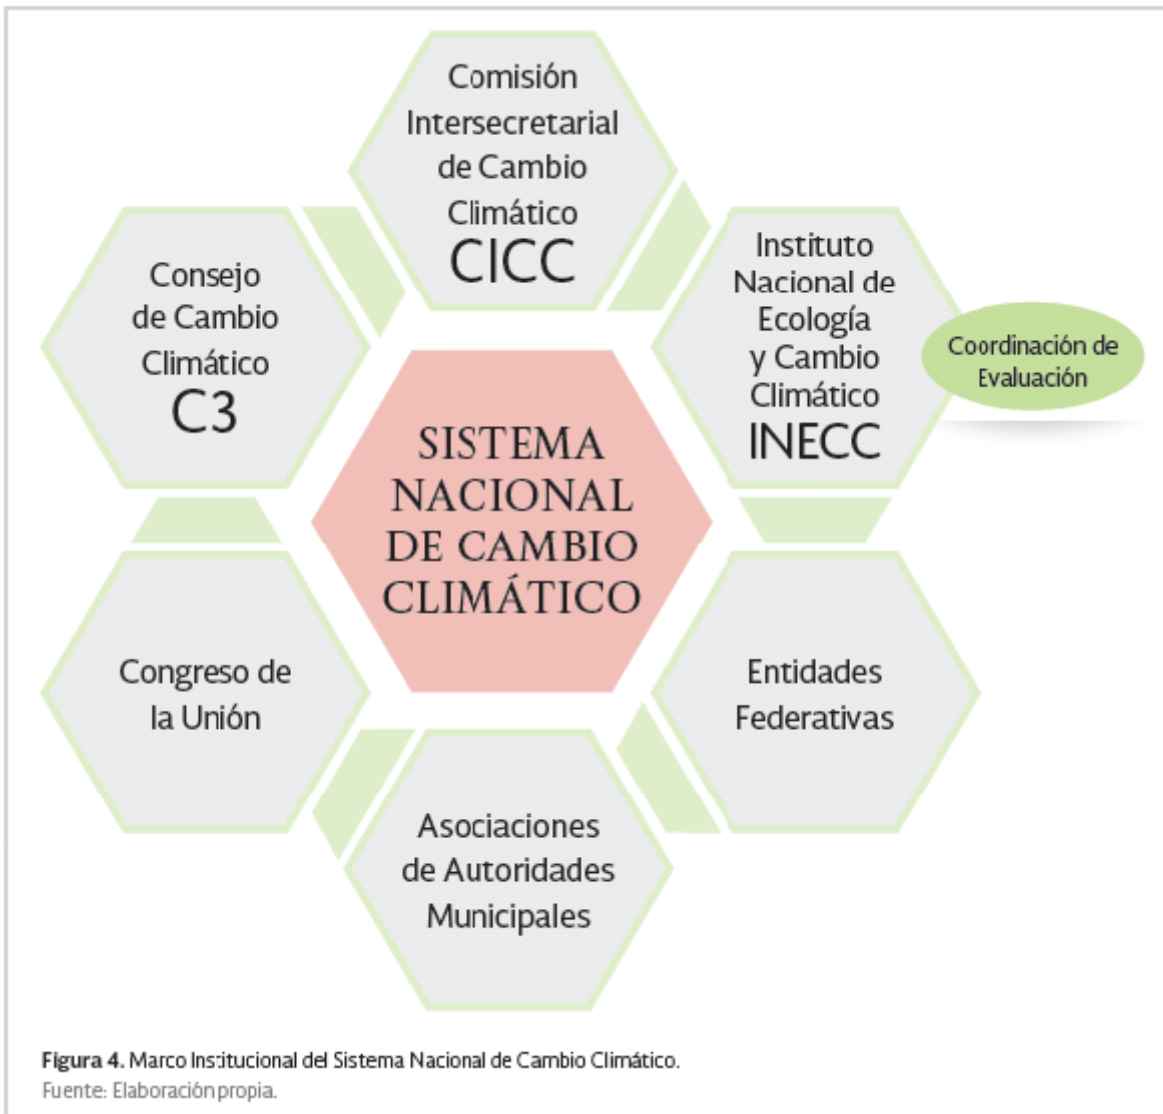 Comisión
Intersecretarial
de Cambio
Climático
CICC
Instituto
Nacional de
Ecología
y Cambio
Climático
INECC
Coordinación de
Evaluación
Consejo
de Cambio
Climático
C3
SISTEMA
NACIONAL
DE CAMBIO
CLIMÁTICO
Congreso de
la Unión
Entidades
Federativas
Asociaciones
de Autoridades
Municipales
Figura 4. Marco Institucional del Sistema Nacional de Cambio Climático.
Fuente: Elaboración propia.